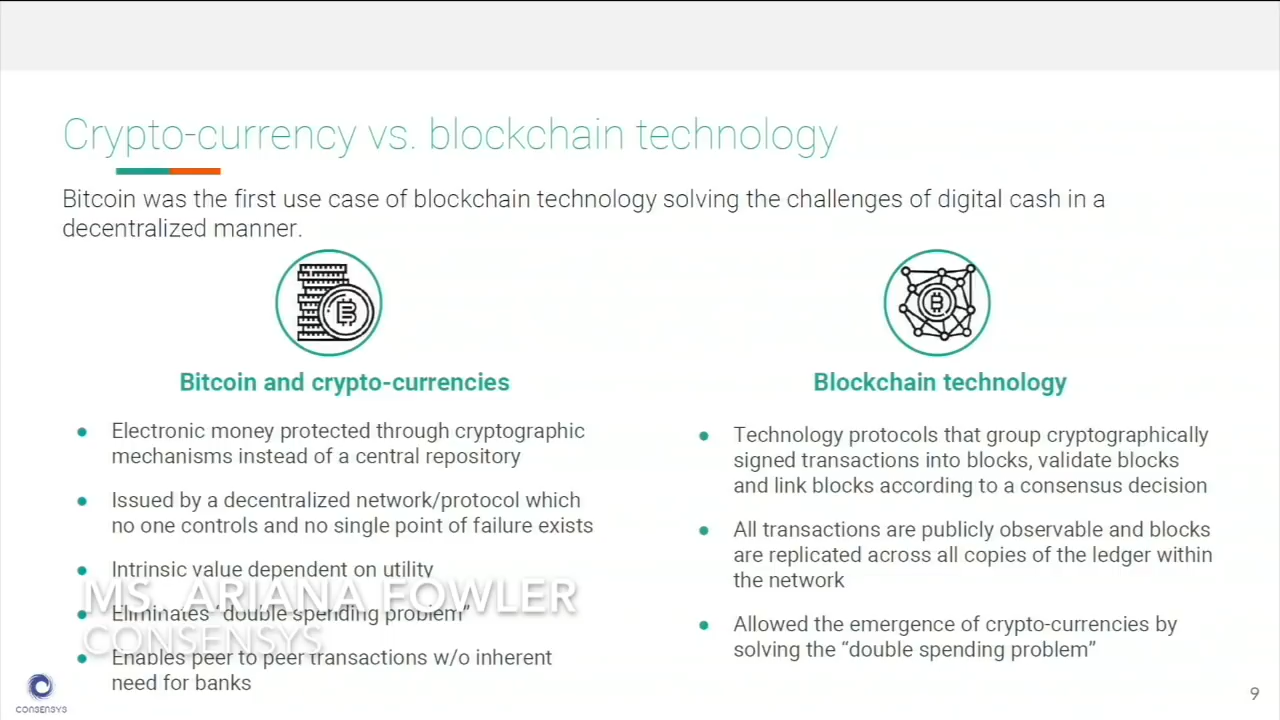 Crypto-currency vs. blockchain technology
Bitcoin was the first use case of blockchain technology solving the challenges of digital cash in a
decentralized manner.
Bitcoin and crypto-currencies
● Electronic money protected through cryptographic
mechanisms instead of a central repository
● Issued by a decentralized network/protocol which
no one controls and no single point of failure exists
● Intrinsic value dependent on utility
● Eliminates “double spending problem”
● Enables peer to peer transactions w/o inherent
need for banks
MS. ARIANA FOWLER
CONSENSYS
Blockchain technology
● Technology protocols that group cryptographically
signed transactions into blocks, validate blocks
and link blocks according to a consensus decision
● All transactions are publicly observable and blocks
are replicated across all copies of the ledger within
the network
● Allowed the emergence of crypto-currencies by
solving the “double spending problem”
CONSENSYS
9